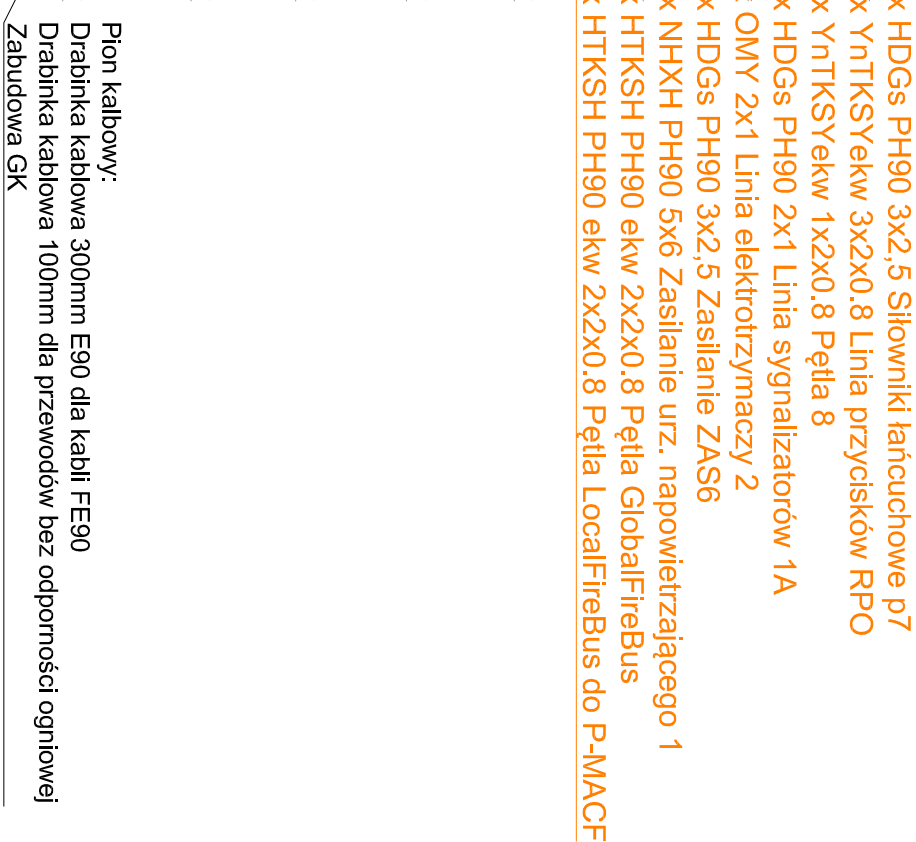 x HDGs PH90 3x2,5 Siłowniki łańcuchowe p7
x YnTKSYekw 3x2x0.8 Linia przycisków RPO
x YnTKSYekw 1x2x0.8 Pętla 8
x HDGs PH90 2x1 Linia sygnalizatorów 1A
OMY 2x1 Linia elektrotrzymaczy 2
x HDGs PH90 3x2,5 Zasilanie ZAS6
x NHXH PH90 5x6 Zasilanie urz. napowietrzającego 1
x HTKSH PH90 ekw 2x2x0.8 Pętla GlobalFireBus
x HTKSH PH90 ekw 2x2x0.8 Pętla LocalFireBus do P-MACF
Pion kalbowy:
Drabinka kablowa 300mm E90 dla kabli FE90
Drabinka kablowa 100mm dla przewodów bez odporności ogniowej
Zabudowa GK